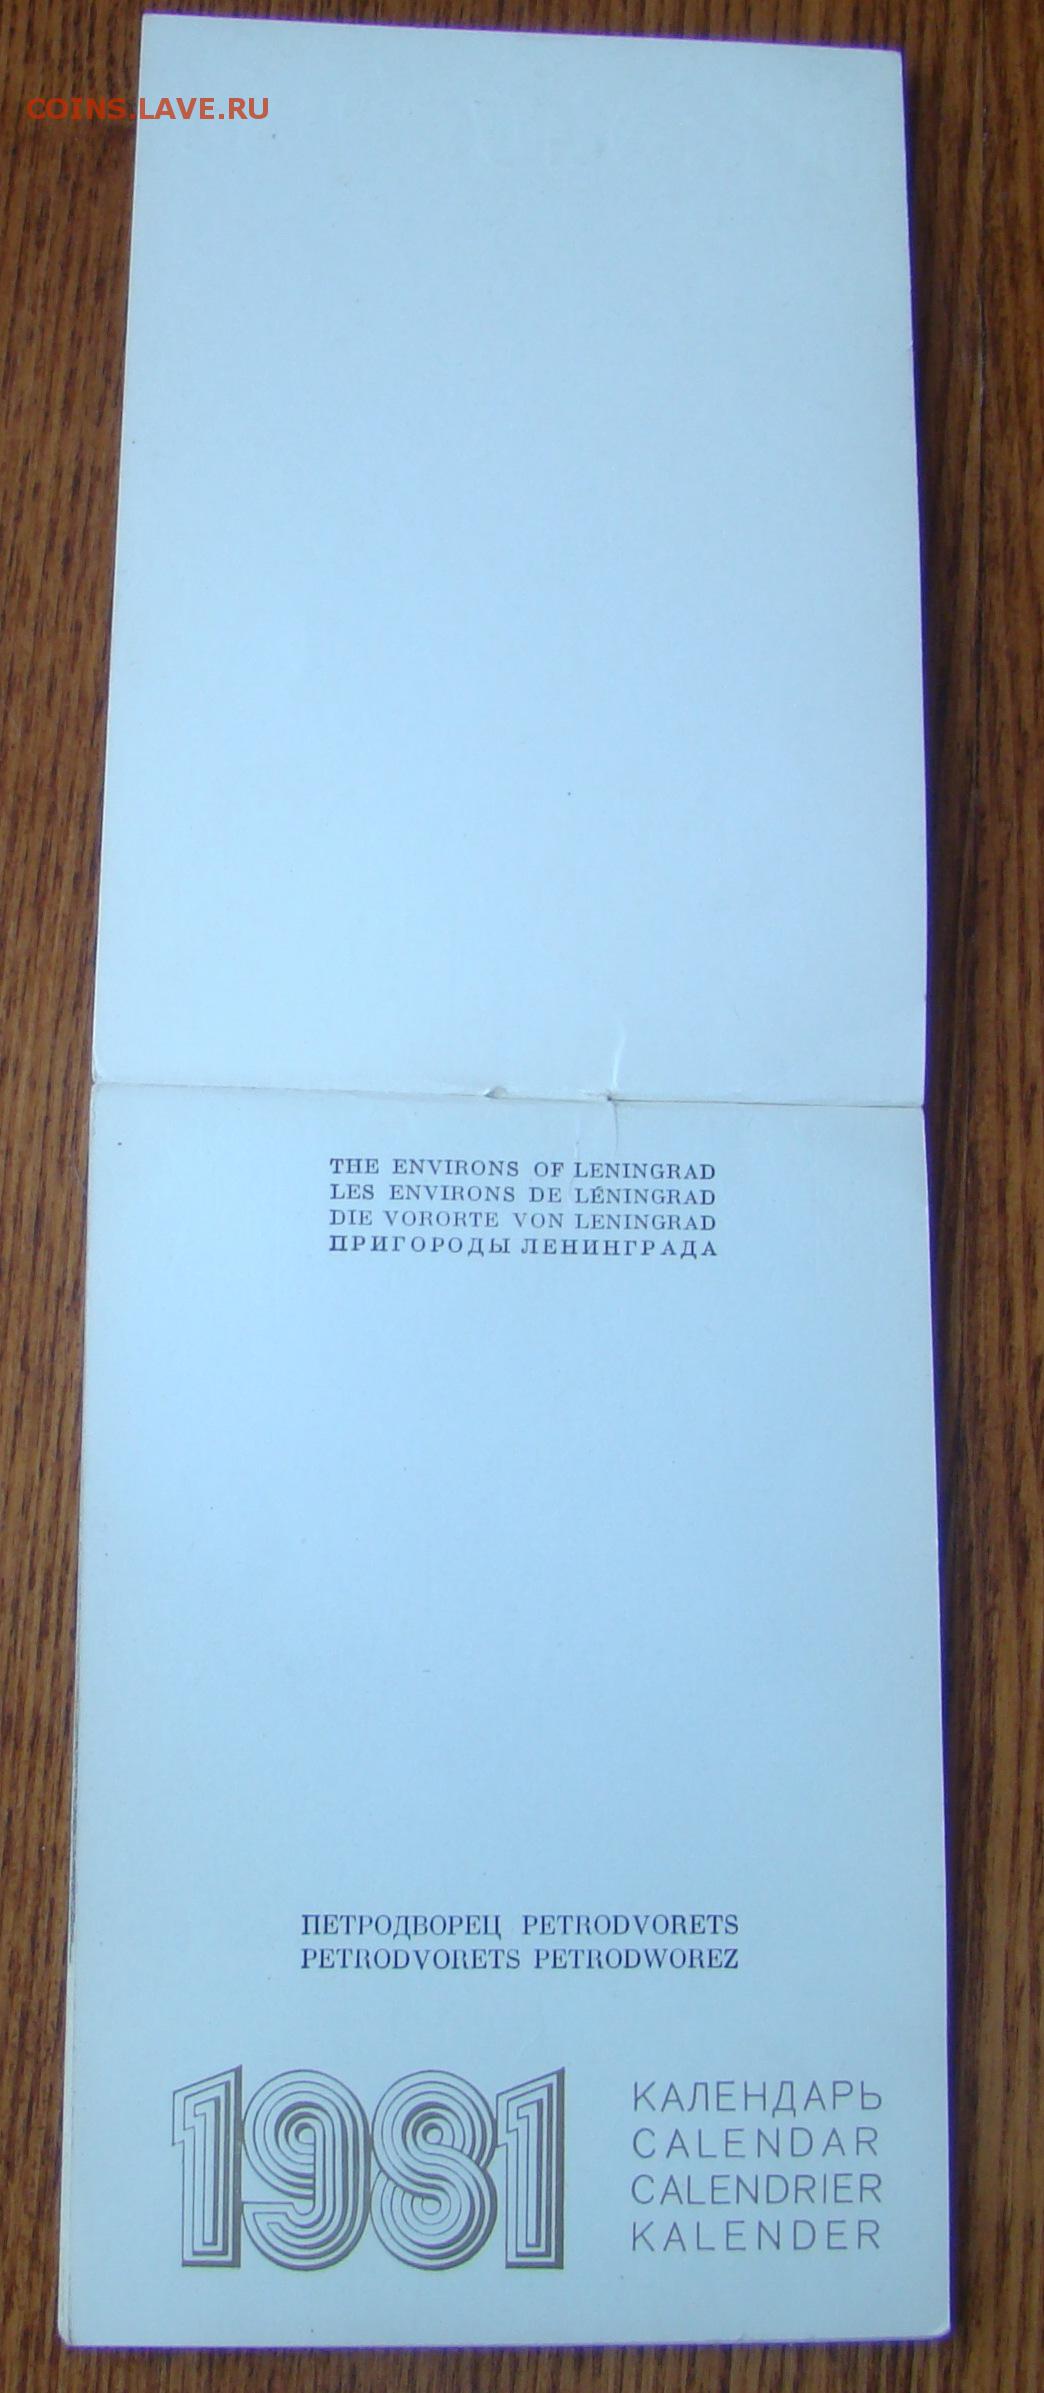 COINS.LAVE.RU
THE ENVIRONS OF LENINGRAD
LES ENVIRONS DE LÉNINGRAD
DIE VORORTE VON LENINGRAD
ПРИГОРОДЫ ЛЕНИНГРАДА
ПЕТРОДВОРЕЦ PETRODVORETS
PETRODVORETS PETRODWOREZ
1981
КАЛЕНДАРЬ
CALENDAR
CALENDRIER
KALENDER